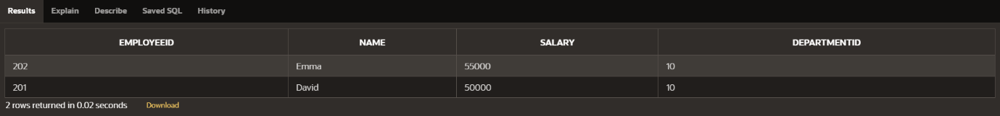 Results Explain Describe Saved SQL History
EMPLOYEEID NAME SALARY DEPARTMENTID
202 Emma 55000 10
201 David 50000 10
2 rows returned in 0.02 seconds Download